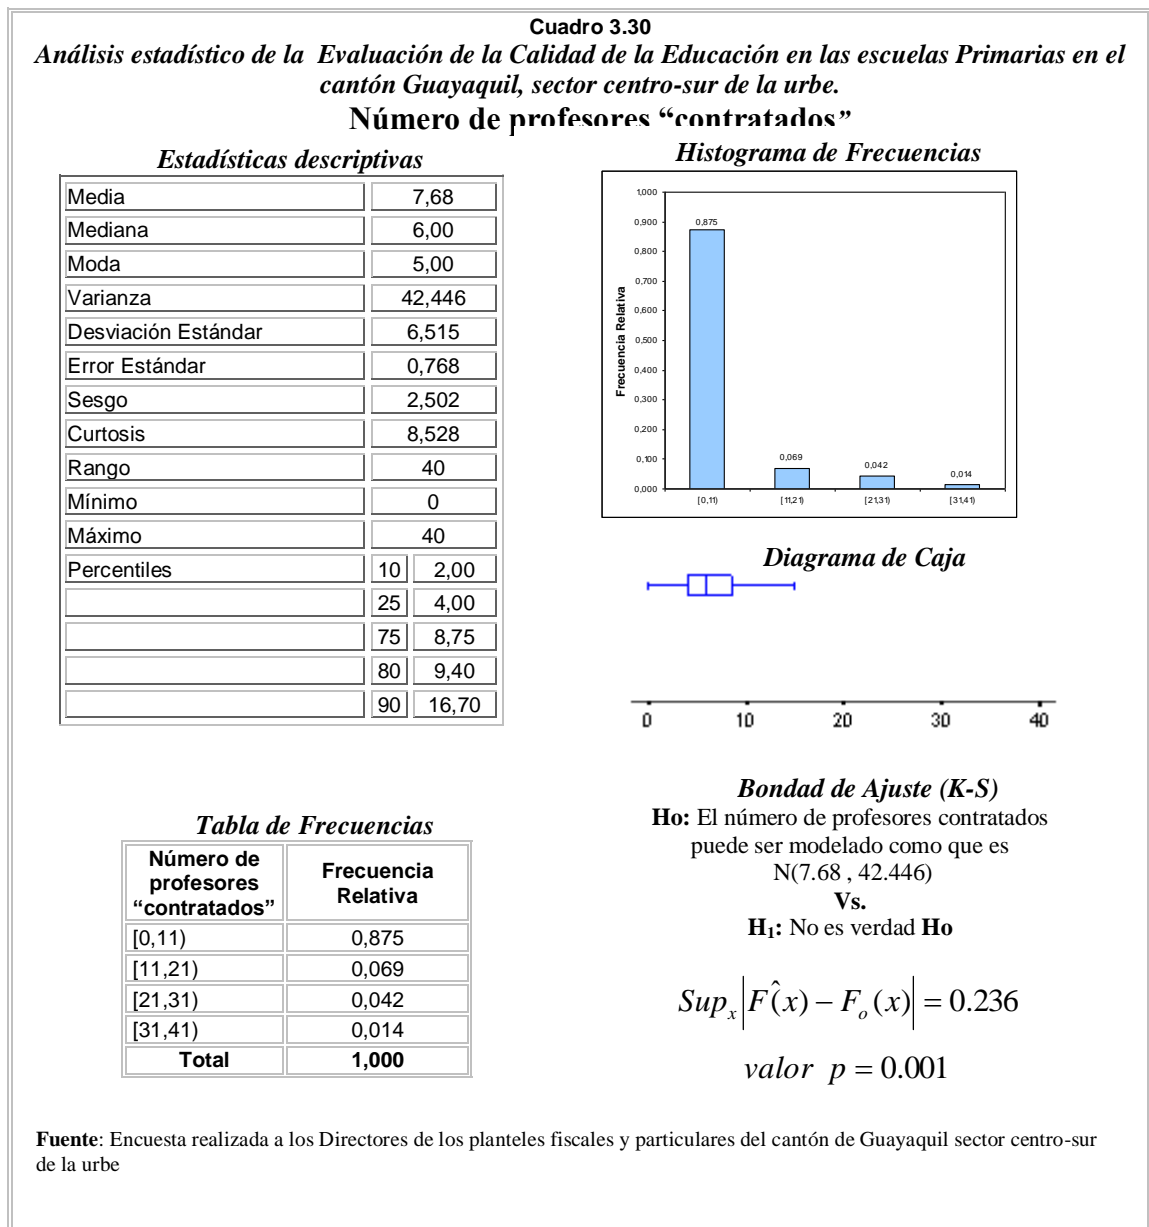 Cuadro 3.30
Análisis estadístico de la Evaluación de la Calidad de la Educación en las escuelas Primarias en el
cantón Guayaquil, sector centro-sur de la urbe.
Número de profesores “contratados”
Estadísticas descriptivas
Media 7,68
Mediana 6,00
Moda 5,00
Varianza 42,446
Desviación Estándar 6,515
Error Estándar 0,768
Sesgo 2,502
Curtosis 8,528
Rango 40
Mínimo 0
Máximo 40
Percentiles 10 2,00
25 4,00
75 8,75
80 9,40
90 16,70
Histograma de Frecuencias
Frecuencia Relativa
1,000
0,900
0,800
0,700
0,600
0,500
0,400
0,300
0,200
0,100
0,000
0,875
0,069
0,042
0,014
[0,11) [11,21) [21,31) [31,41)
Diagrama de Caja
0 10 20 30 40
Tabla de Frecuencias
Número de
profesores
“contratados”
Frecuencia
Relativa
[0,11) 0,875
[11,21) 0,069
[21,31) 0,042
[31,41) 0,014
Total 1,000
Bondad de Ajuste (K-S)
Ho: El número de profesores contratados
puede ser modelado como que es
N(7.68 , 42.446)
Vs.
H₁: No es verdad Ho
Supₓ|F̂(x) − Fₒ(x)| = 0.236
valor p = 0.001
Fuente: Encuesta realizada a los Directores de los planteles fiscales y particulares del cantón de Guayaquil sector centro-sur
de la urbe